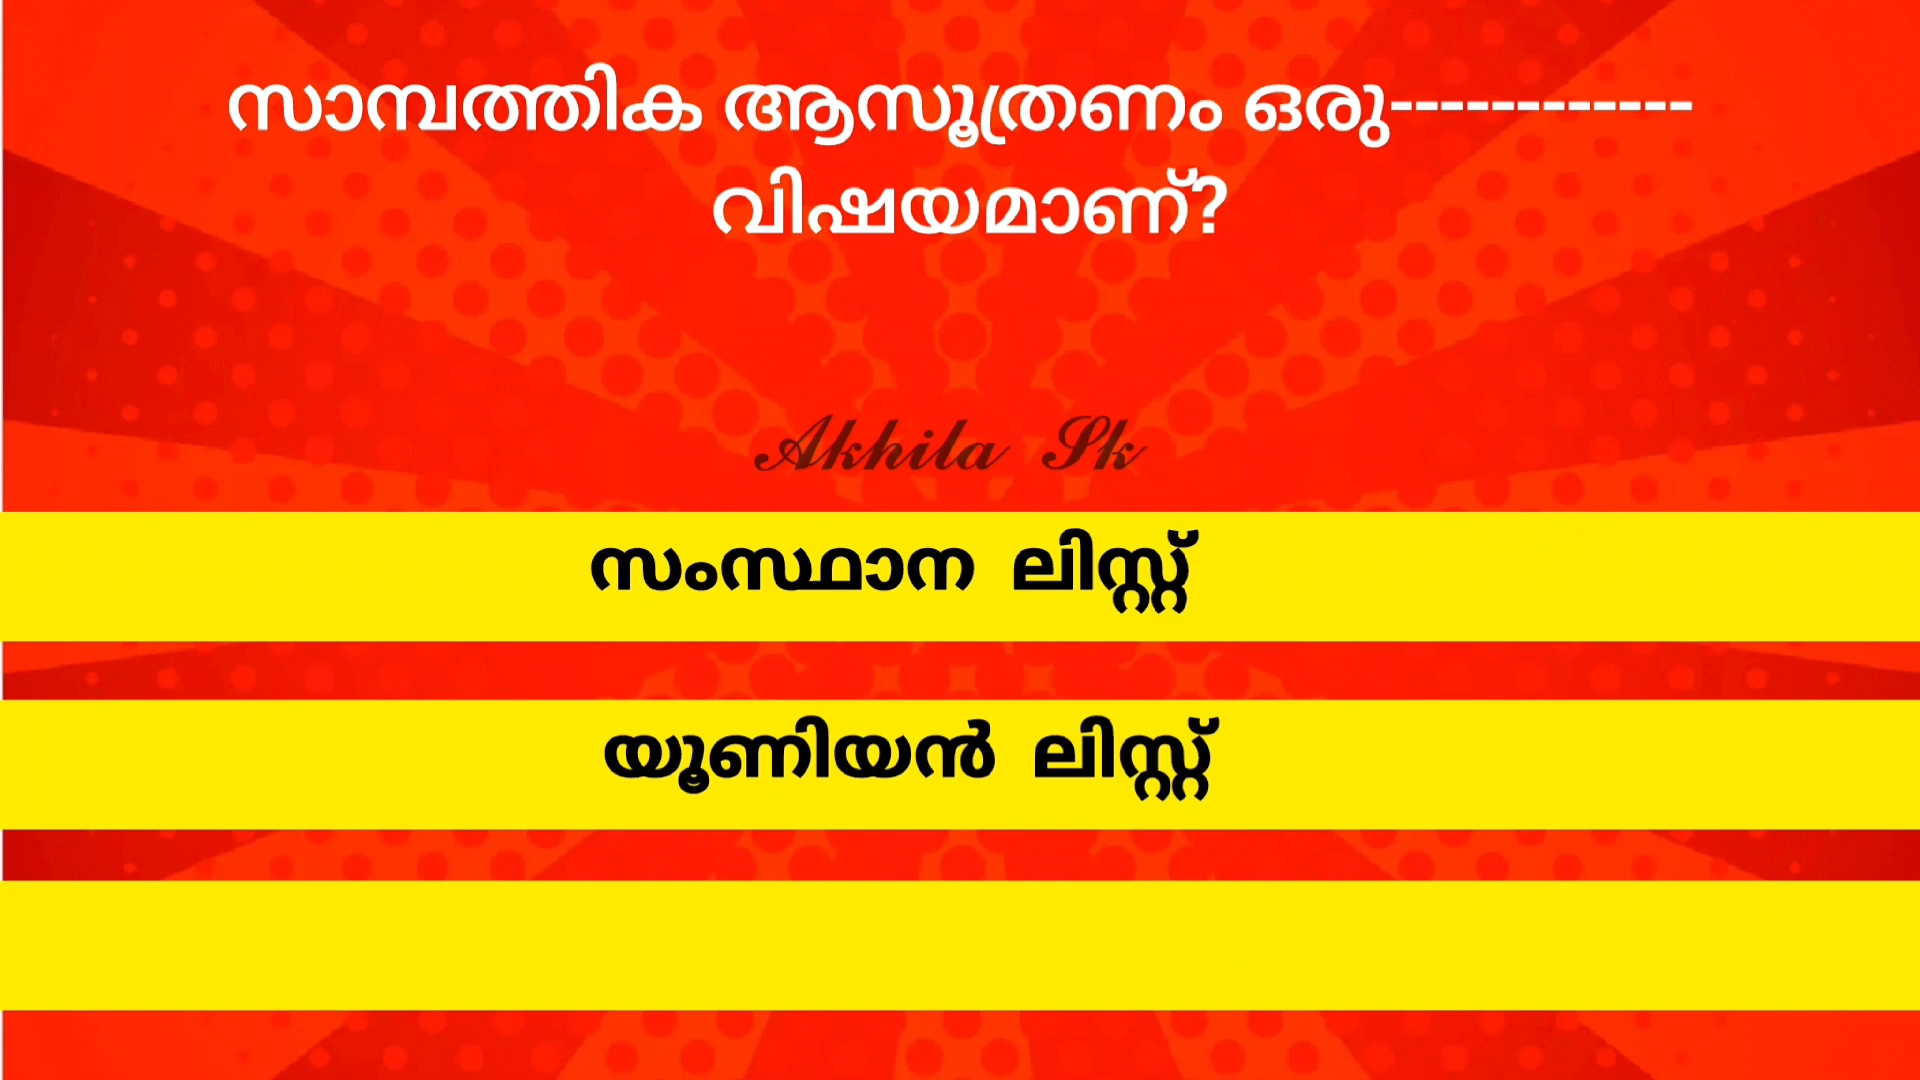 സാമ്പത്തിക ആസൂത്രണം ഒരു------------
വിഷയമാണ്?
Akhila Sk
സംസ്ഥാന ലിസ്റ്റ്
യൂണിയൻ ലിസ്റ്റ്